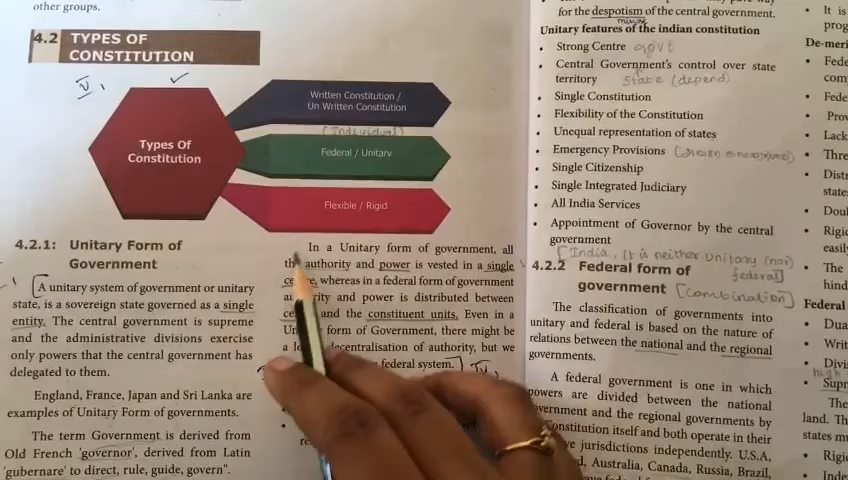 other groups.
4.2 TYPES OF
CONSTITUTION
Types Of
Constitution
Written Constitution /
Un Written Constitution
(Individual)
Federal / Unitary
Flexible / Rigid
4.2.1: Unitary Form of
Government
A unitary system of government or unitary
state, is a sovereign state governed as a single
entity. The central government is supreme
and the administrative divisions exercise
only powers that the central government has
delegated to them.
England, France, Japan and Sri Lanka are
examples of Unitary Form of governments.
The term Government is derived from
Old French 'governor', derived from Latin
'gubernare' to direct, rule, guide, govern".
In a Unitary form of government, all
authority and power is vested in a single
whereas in a federal form of government
and power is distributed between
and the constituent units. Even in a
form of Government, there might be
a decentralisation of authority, but we
federal system.
for the despotism of the central government.
Unitary features of the indian constitution
• Strong Centre govt
• Central Government's control over state
territory state (depend)
• Single Constitution
• Flexibility of the Constitution
• Unequal representation of states
• Emergency Provisions
• Single Citizenship
• Single Integrated Judiciary
• All India Services
• Appointment of Governor by the central
government
[India, It is neither unitary (nor)
federal]
4.2.2 Federal form of
government [combination]
The classification of governments into
unitary and federal is based on the nature of
relations between the national and the regional
governments.
A federal government is one in which
powers are divided between the national
government and the regional governments by
Constitution itself and both operate in their
jurisdictions independently. U.S.A,
Australia, Canada, Russia, Brazil,
• It is
prog
De-meri
• Fede
com
• Fede
• Prov
• Lack
• Thre
• Distr
state
• Doul
• Rigid
easily
• The
hind
Federal
• Dua
• Writ
• Divi
• Supr
The
land. Th
states m
• Rigid
• Inde